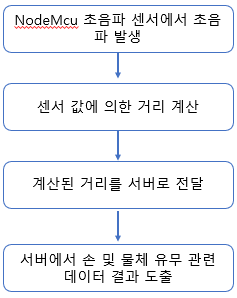 NodeMcu 초음파 센서에서 초음
파 발생
센서 값에 의한 거리 계산
계산된 거리를 서버로 전달
서버에서 손 및 물체 유무 관련
데이터 결과 도출